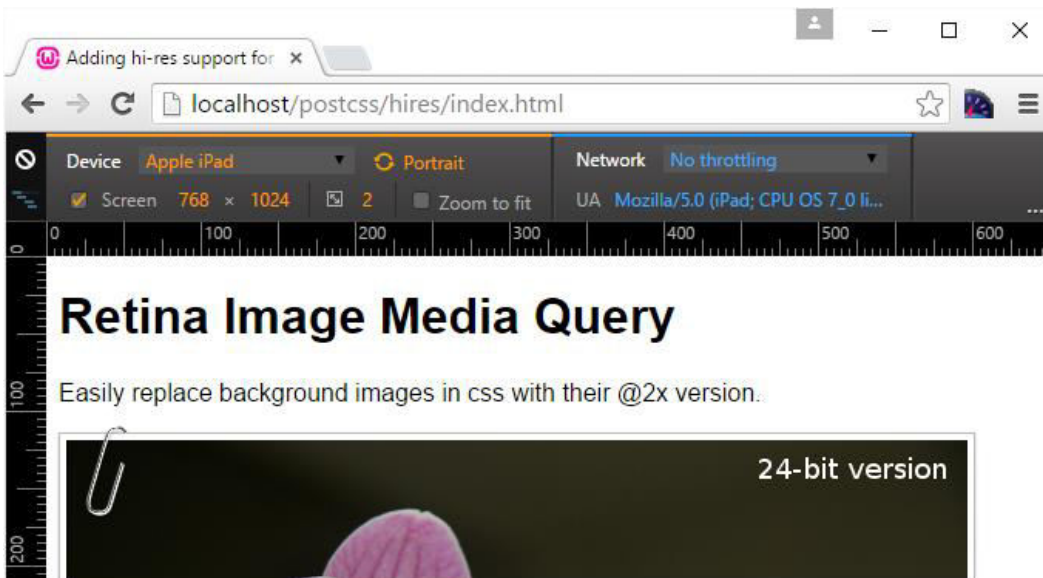 Adding hi-res support for
localhost/postcss/hires/index.html
Device Apple iPad Portrait Network No throttling
Screen 768 × 1024 2 Zoom to fit UA Mozilla/5.0 (iPad; CPU OS 7_0 li...
0 100 200 300 400 500 600
0
Retina Image Media Query
100
Easily replace background images in css with their @2x version.
24-bit version
200